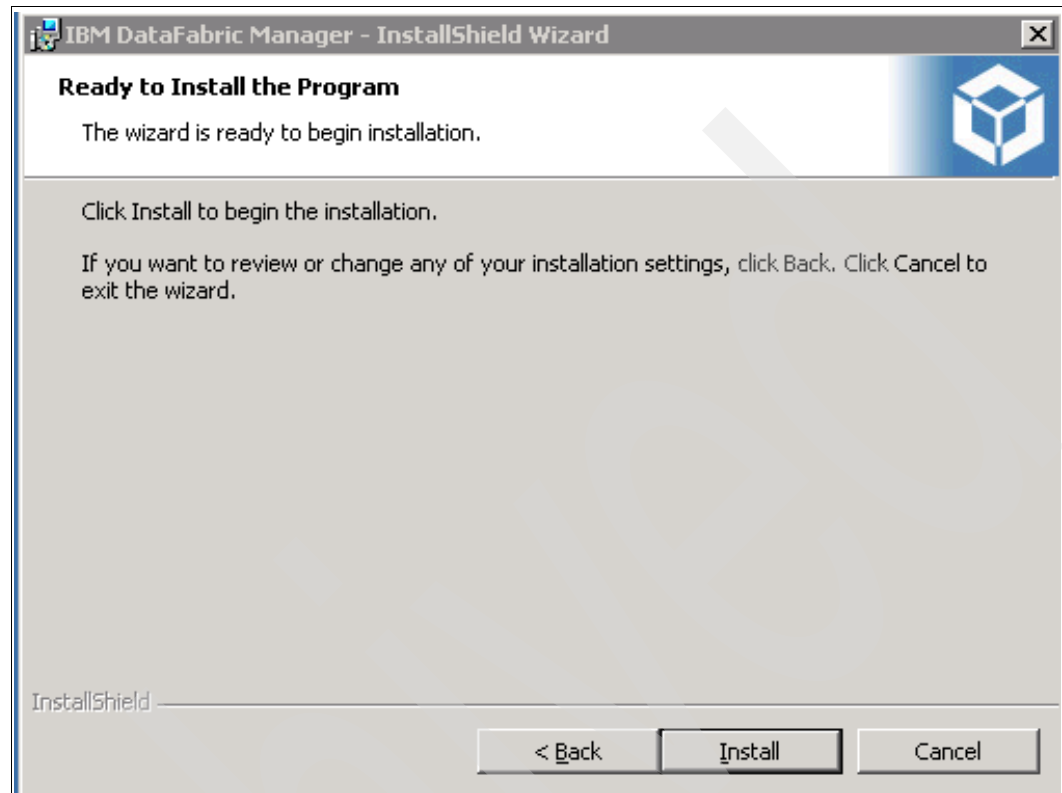 IBM DataFabric Manager - InstallShield Wizard
Ready to Install the Program
The wizard is ready to begin installation.
Click Install to begin the installation.
If you want to review or change any of your installation settings, click Back. Click Cancel to
exit the wizard.
InstallShield
< Back
Install
Cancel